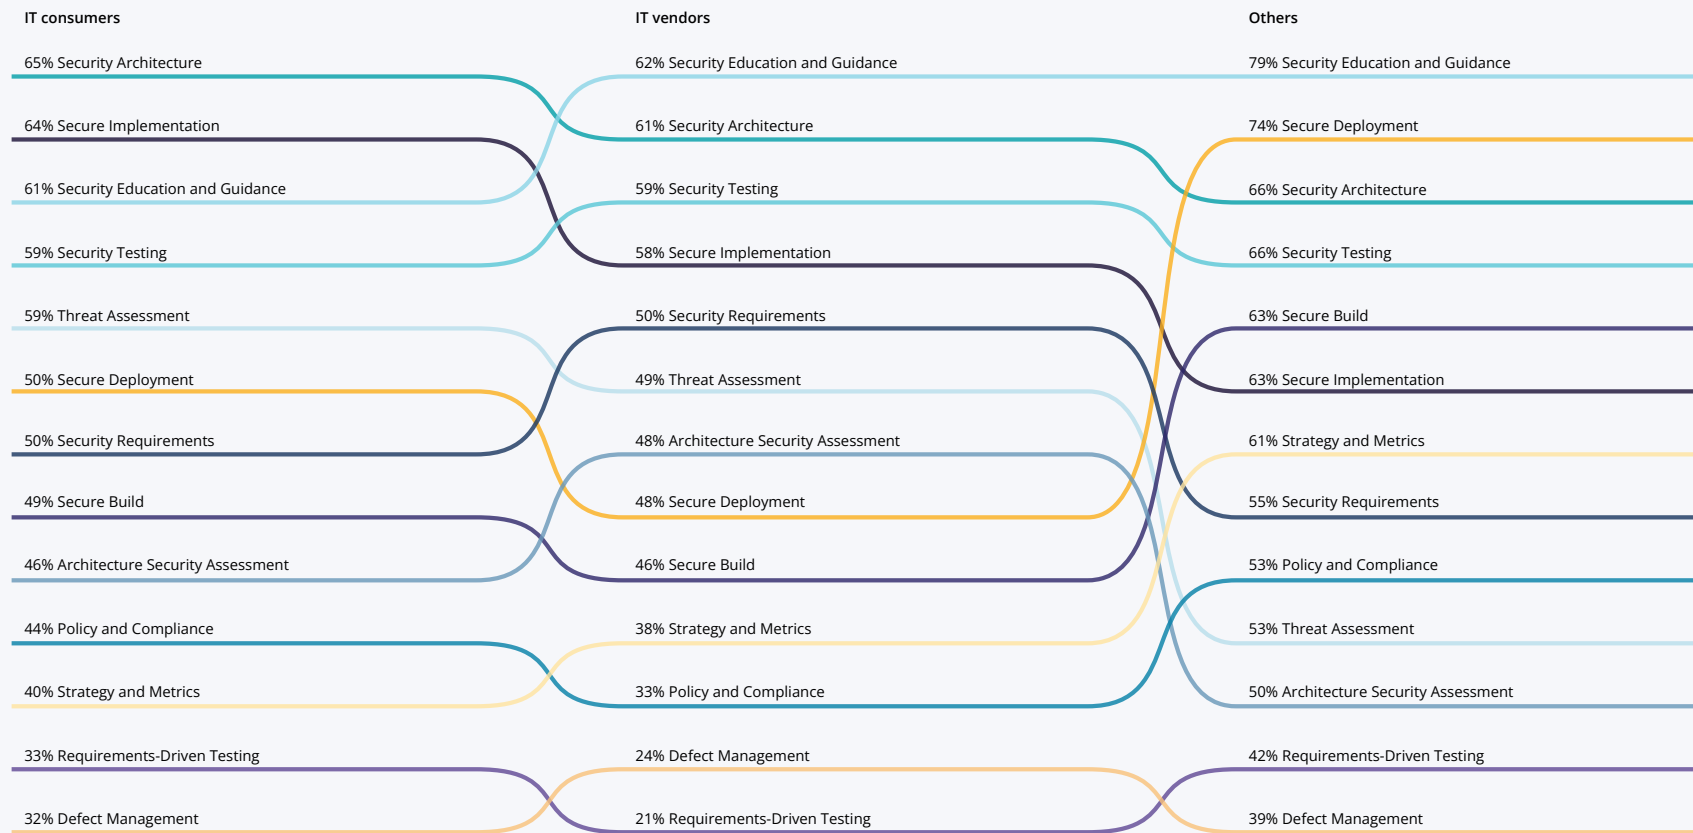 IT consumers
65% Security Architecture
64% Secure Implementation
61% Security Education and Guidance
59% Security Testing
59% Threat Assessment
50% Secure Deployment
50% Security Requirements
49% Secure Build
46% Architecture Security Assessment
44% Policy and Compliance
40% Strategy and Metrics
33% Requirements-Driven Testing
32% Defect Management
IT vendors
62% Security Education and Guidance
61% Security Architecture
59% Security Testing
58% Secure Implementation
50% Security Requirements
49% Threat Assessment
48% Architecture Security Assessment
48% Secure Deployment
46% Secure Build
38% Strategy and Metrics
33% Policy and Compliance
24% Defect Management
21% Requirements-Driven Testing
Others
79% Security Education and Guidance
74% Secure Deployment
66% Security Architecture
66% Security Testing
63% Secure Build
63% Secure Implementation
61% Strategy and Metrics
55% Security Requirements
53% Policy and Compliance
53% Threat Assessment
50% Architecture Security Assessment
42% Requirements-Driven Testing
39% Defect Management